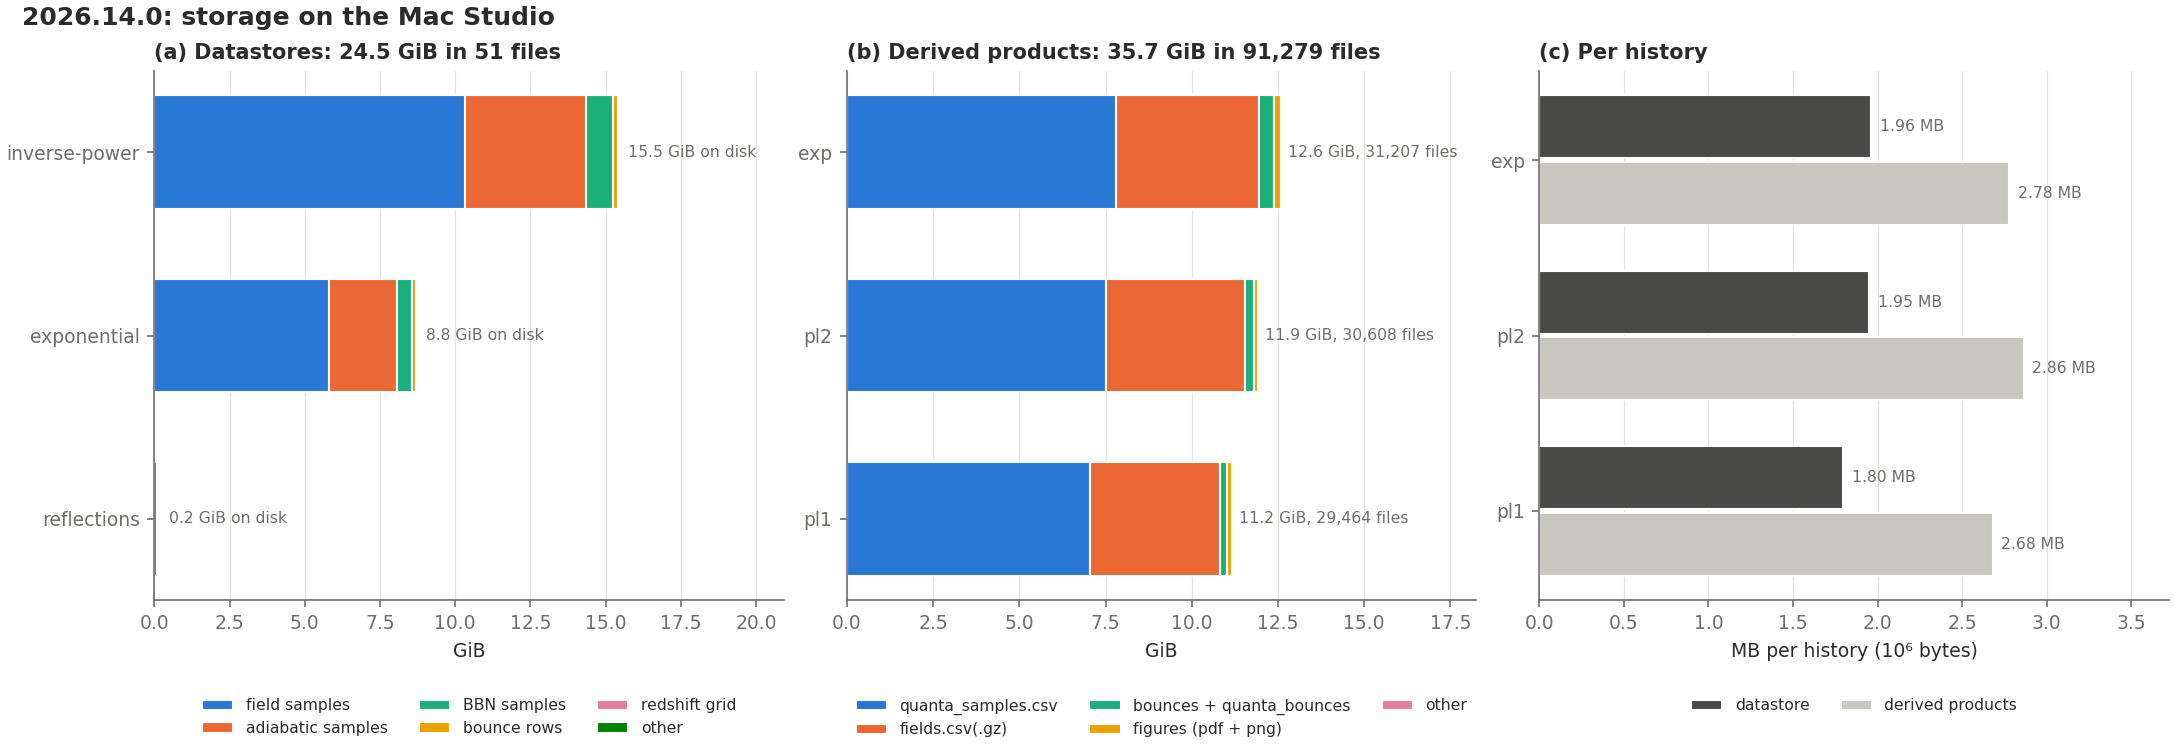 2026.14.0: storage on the Mac Studio
(a) Datastores: 24.5 GiB in 51 files
inverse-power
15.5 GiB on disk
exponential
8.8 GiB on disk
reflections
0.2 GiB on disk
0.0 2.5 5.0 7.5 10.0 12.5 15.0 17.5 20.0
GiB
field samples
adiabatic samples
BBN samples
bounce rows
redshift grid
other
(b) Derived products: 35.7 GiB in 91,279 files
exp
12.6 GiB, 31,207 files
pl2
11.9 GiB, 30,608 files
pl1
11.2 GiB, 29,464 files
0.0 2.5 5.0 7.5 10.0 12.5 15.0 17.5
GiB
quanta_samples.csv
fields.csv(.gz)
bounces + quanta_bounces
figures (pdf + png)
other
(c) Per history
exp
1.96 MB
2.78 MB
pl2
1.95 MB
2.86 MB
pl1
1.80 MB
2.68 MB
0.0 0.5 1.0 1.5 2.0 2.5 3.0 3.5
MB per history (10⁶ bytes)
datastore
derived products